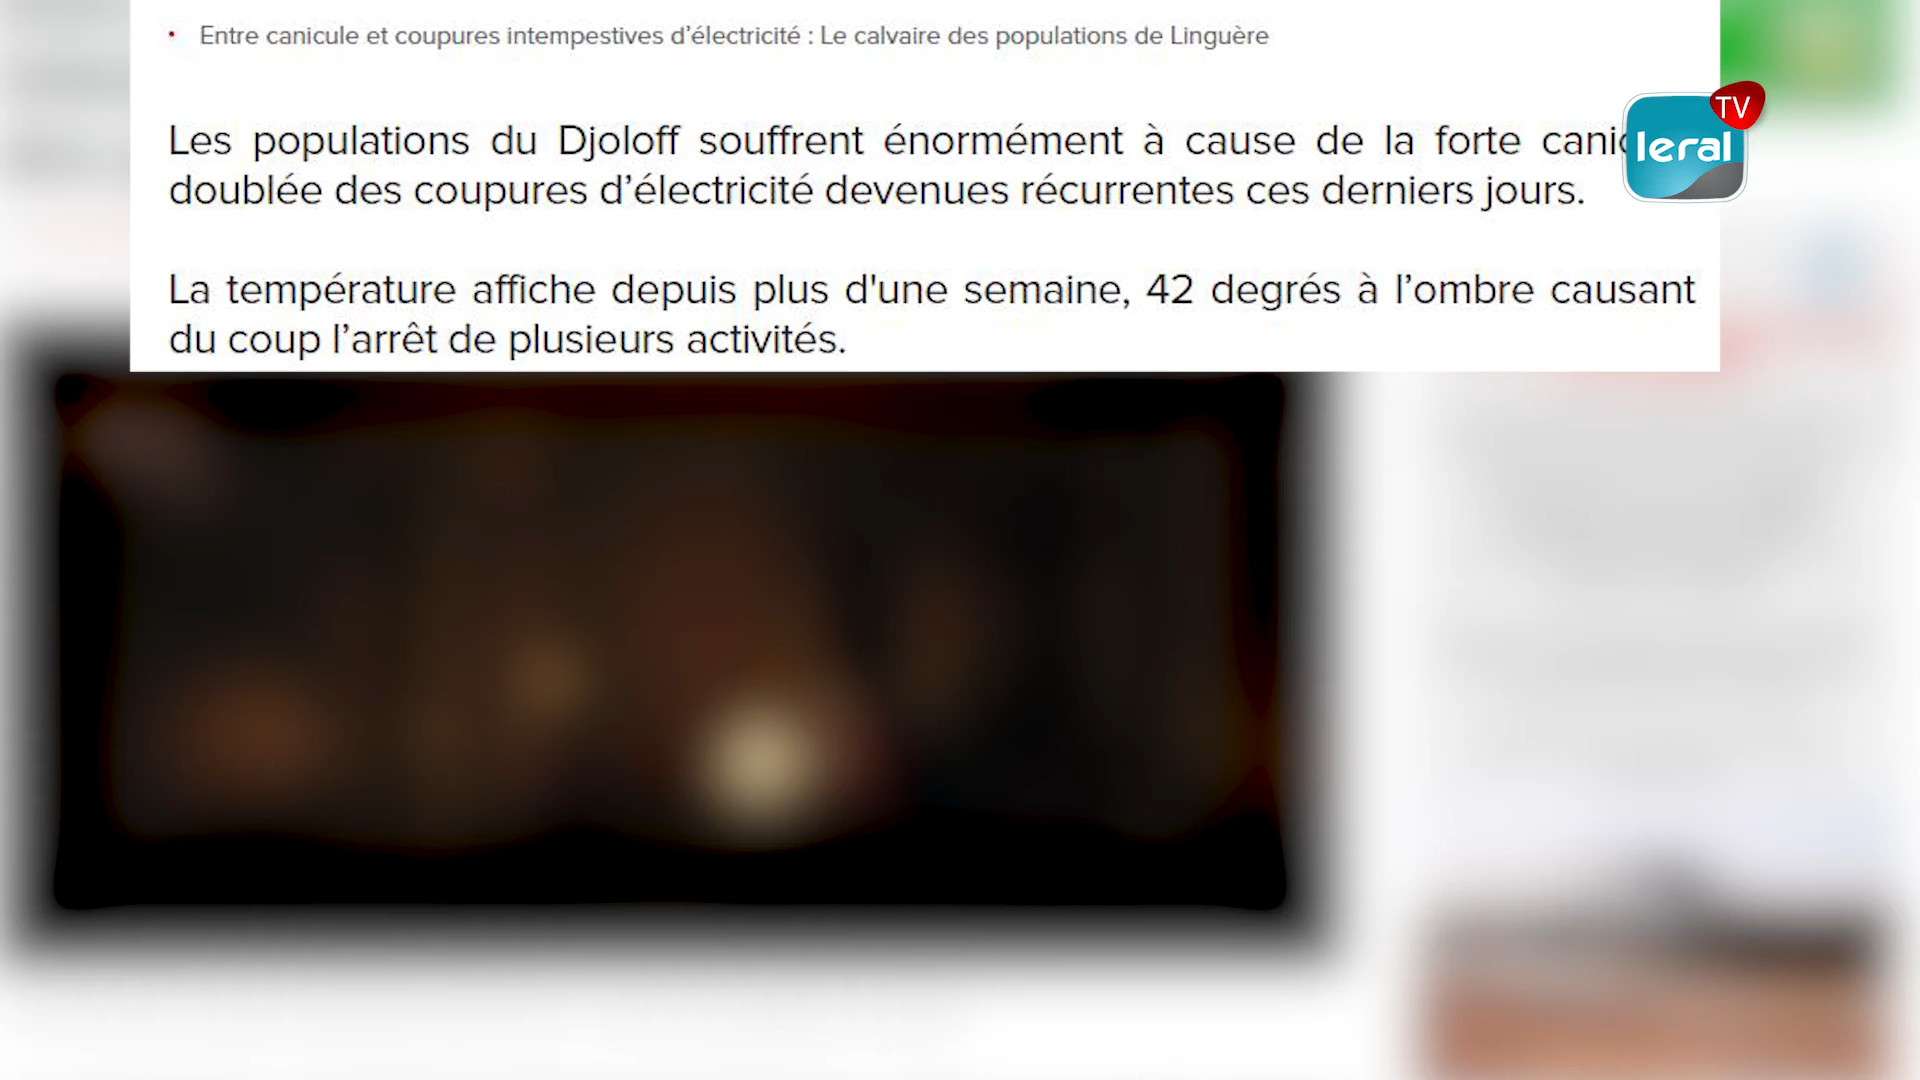 Entre canicule et coupures intempestives d’électricité : Le calvaire des populations de Linguère
Les populations du Djoloff souffrent énormément à cause de la forte
doublée des coupures d’électricité devenues récurrentes ces derniers jours.
La température affiche depuis plus d'une semaine, 42 degrés à l’ombre causant
du coup l’arrêt de plusieurs activités.
TV
leral